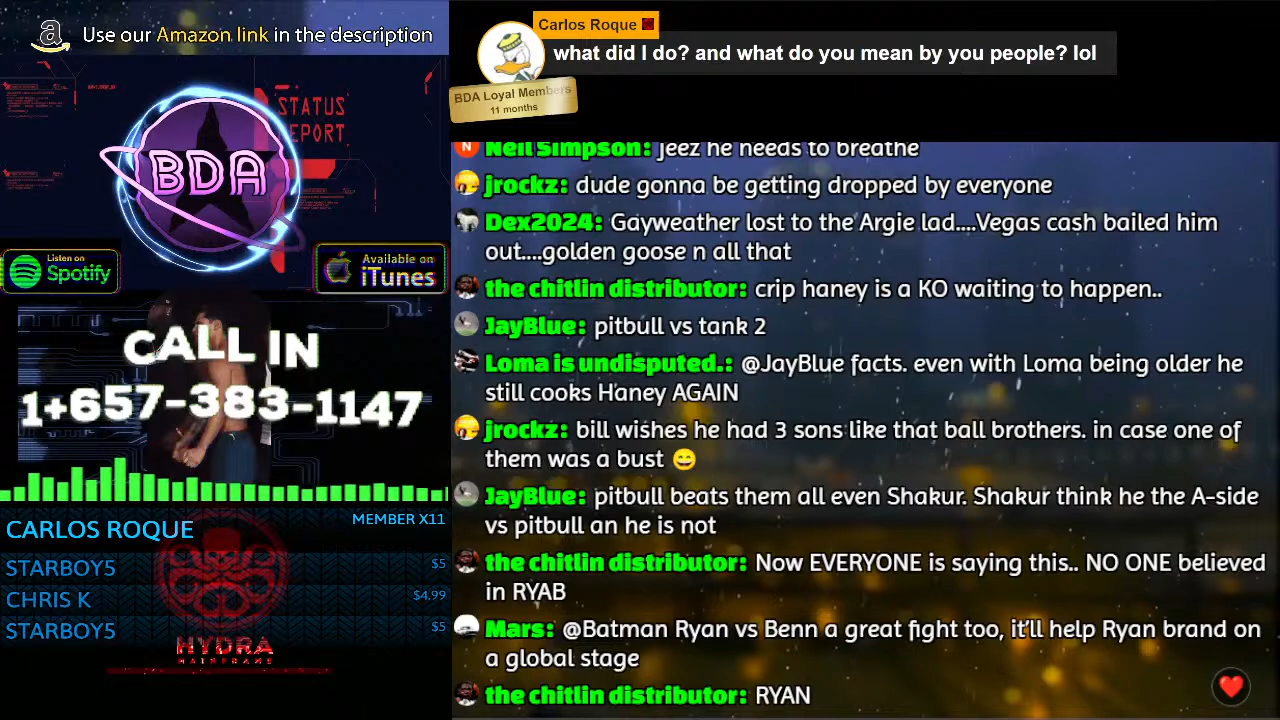 Use our Amazon link in the description
STATUS
REPORT
BDA
Listen on
Spotify
Available on
iTunes
CALL IN
1+657-383-1147
CARLOS ROQUE
MEMBER X11
STARBOY5
$5
CHRIS K
$4.99
STARBOY5
$5
HYDRA
MAINFRAME
Carlos Roque
what did I do? and what do you mean by you people? lol
BDA Loyal Members
11 months
N
Neil Simpson: jeez he needs to breathe
jrockz: dude gonna be getting dropped by everyone
Dex2024: Gayweather lost to the Argie lad....Vegas cash bailed him
out....golden goose n all that
the chitlin distributor: crip haney is a KO waiting to happen..
JayBlue: pitbull vs tank 2
Loma is undisputed.: @JayBlue facts. even with Loma being older he
still cooks Haney AGAIN
jrockz: bill wishes he had 3 sons like that ball brothers. in case one of
them was a bust 😄
JayBlue: pitbull beats them all even Shakur. Shakur think he the A-side
vs pitbull an he is not
the chitlin distributor: Now EVERYONE is saying this.. NO ONE believed
in RYAB
Mars: @Batman Ryan vs Benn a great fight too, it’ll help Ryan brand on
a global stage
the chitlin distributor: RYAN